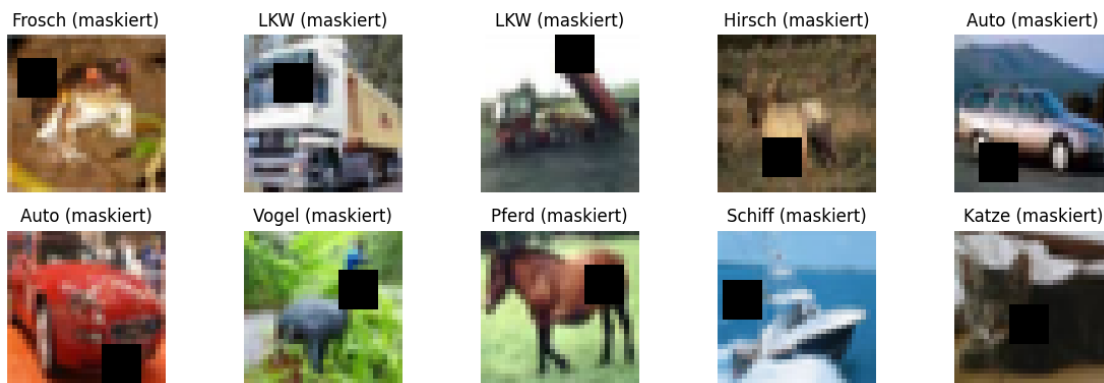 Frosch (maskiert)
LKW (maskiert)
LKW (maskiert)
Hirsch (maskiert)
Auto (maskiert)
Auto (maskiert)
Vogel (maskiert)
Pferd (maskiert)
Schiff (maskiert)
Katze (maskiert)